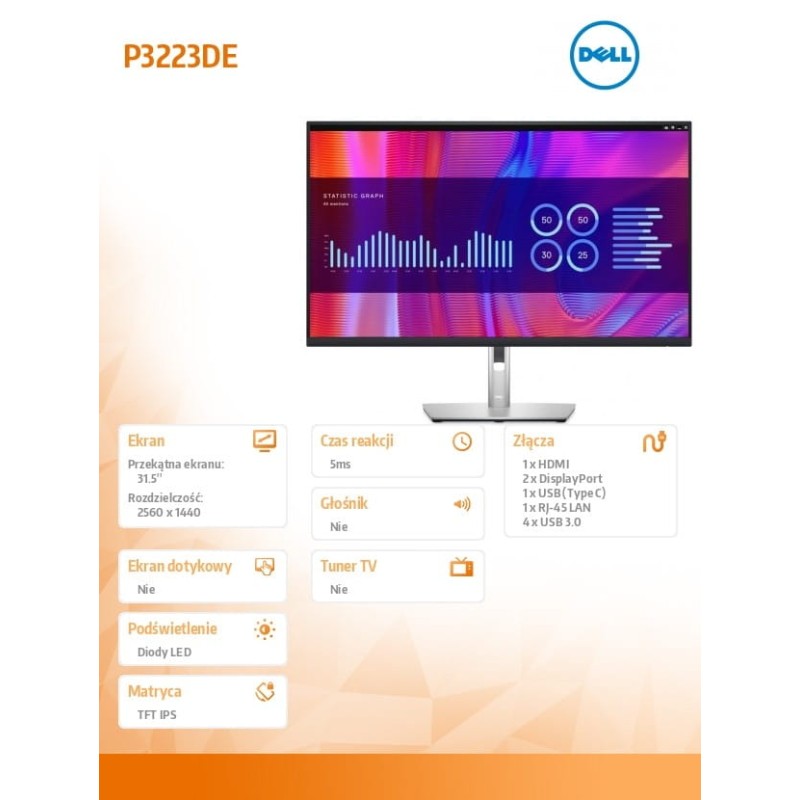 P3223DE
DELL
STATISTIC GRAPH
50
50
30
25
Ekran
Przekątna ekranu:
31.5"
Rozdzielczość:
2560 x 1440
Ekran dotykowy
Nie
Podświetlenie
Diody LED
Matryca
TFT IPS
Czas reakcji
5ms
Głośnik
Nie
Tuner TV
Nie
Złącza
1 x HDMI
2 x DisplayPort
1 x USB (Type C)
1 x RJ-45 LAN
4 x USB 3.0